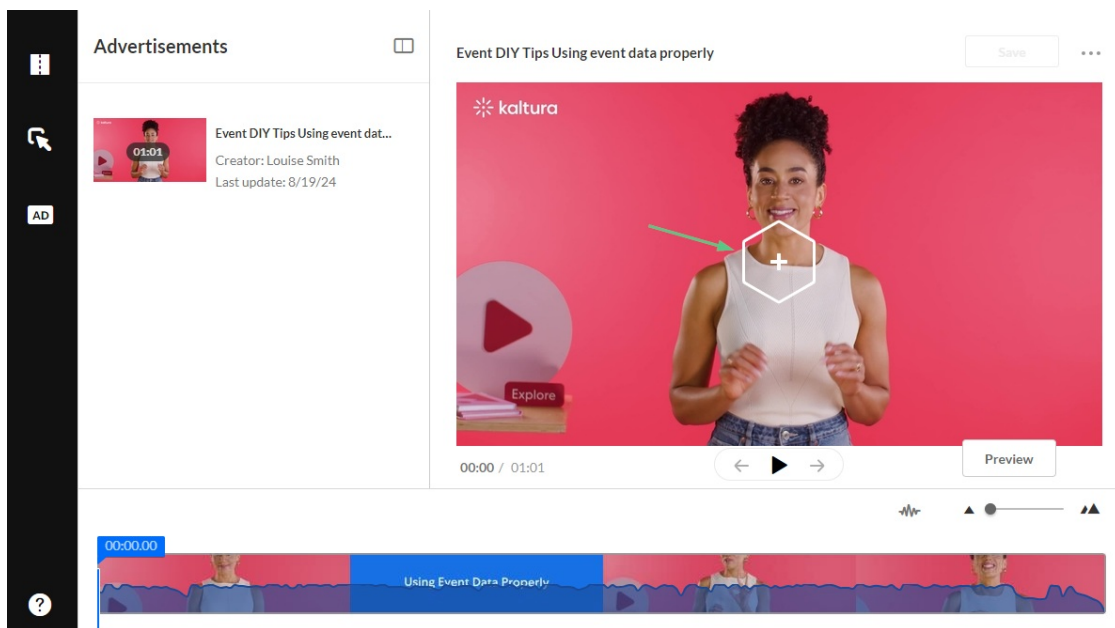 Advertisements
Event DIY Tips Using event data properly
Save
AD
01:01
Event DIY Tips Using event dat...
Creator: Louise Smith
Last update: 8/19/24
kaltura
Explore
00:00 / 01:01
Preview
00:00.00
Using Event Data Properly
?